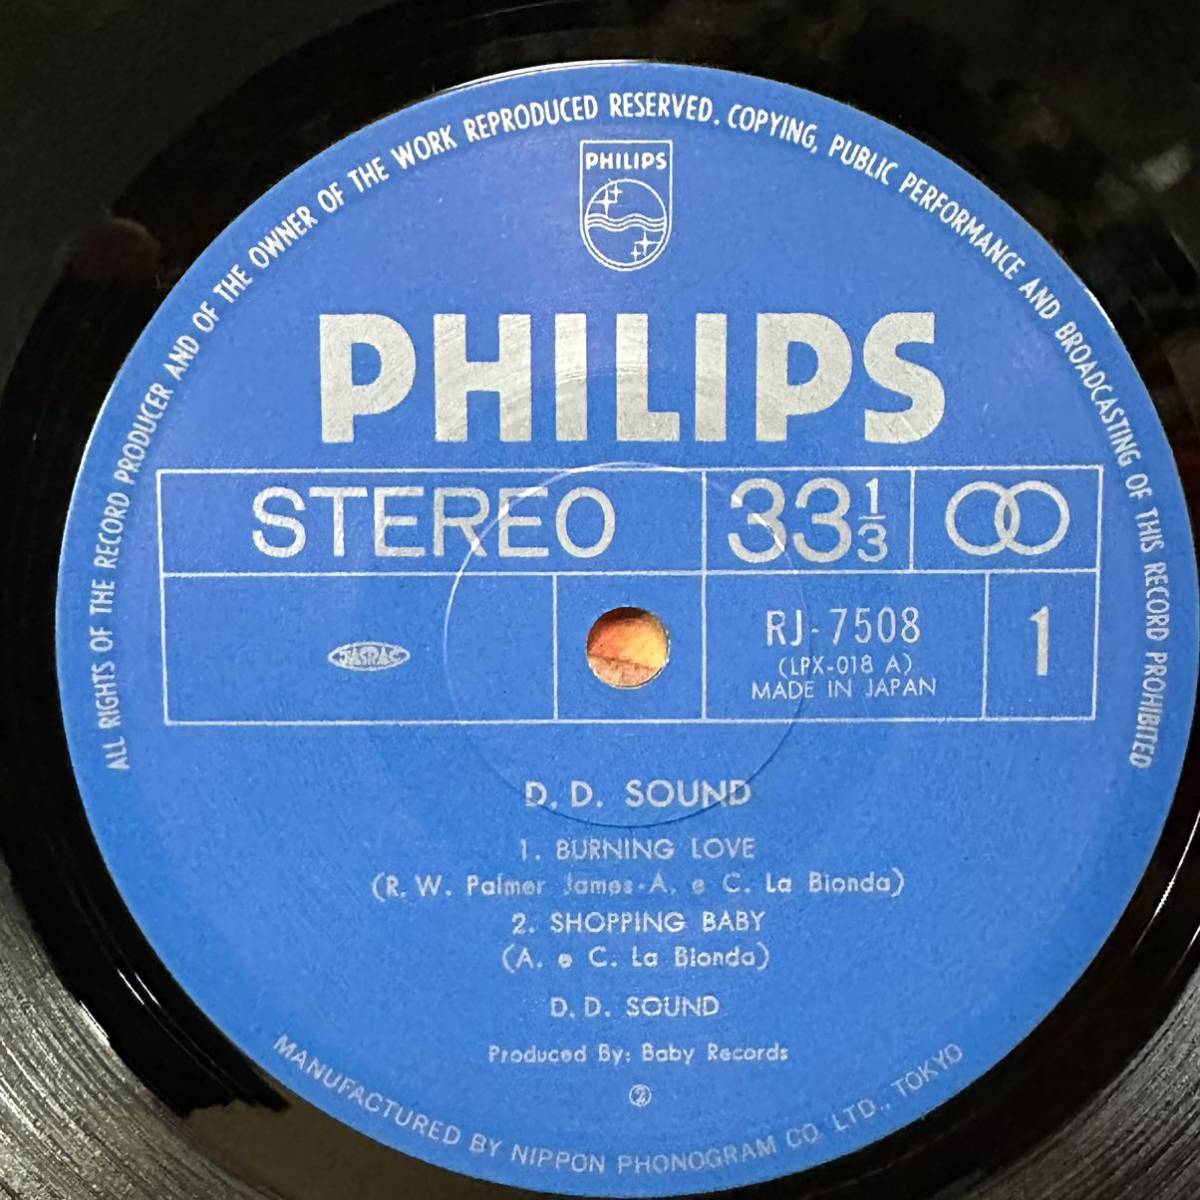 ALL RIGHTS OF THE RECORD PRODUCER AND OF THE OWNER OF THE WORK REPRODUCED RESERVED. COPYING, PUBLIC PERFORMANCE AND BROADCASTING OF THIS RECORD PROHIBITED
PHILIPS
PHILIPS
STEREO 33 1/3
JASRAC
RJ-7508
(LPX-018 A)
MADE IN JAPAN
1
D. D. SOUND
1. BURNING LOVE
(R. W. Palmer James-A. e C. La Bionda)
2. SHOPPING BABY
(A. e C. La Bionda)
D. D. SOUND
Produced By: Baby Records
②
MANUFACTURED BY NIPPON PHONOGRAM CO. LTD., TOKYO